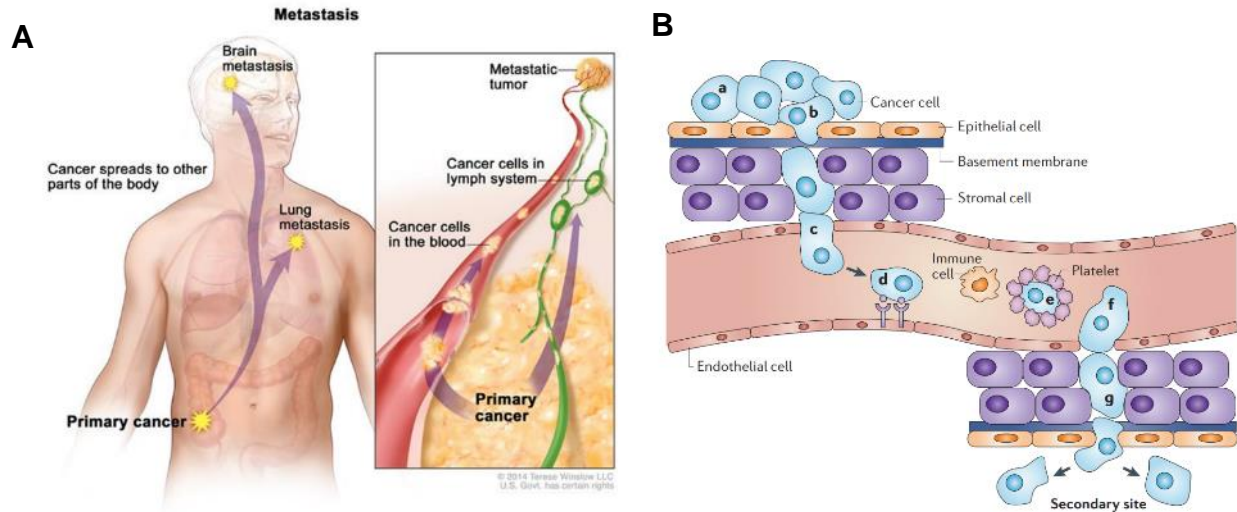 Metastasis
A
Brain
metastasis
Cancer spreads to other
parts of the body
Lung
metastasis
Primary cancer
Metastatic
tumor
Cancer cells in
lymph system
Cancer cells
in the blood
Primary
cancer
© 2014 Terese Winslow LLC
U.S. Govt. has certain rights
B
a
b
Cancer cell
Epithelial cell
Basement membrane
Stromal cell
c
Immune
cell
Platelet
d
e
f
Endothelial cell
g
Secondary site